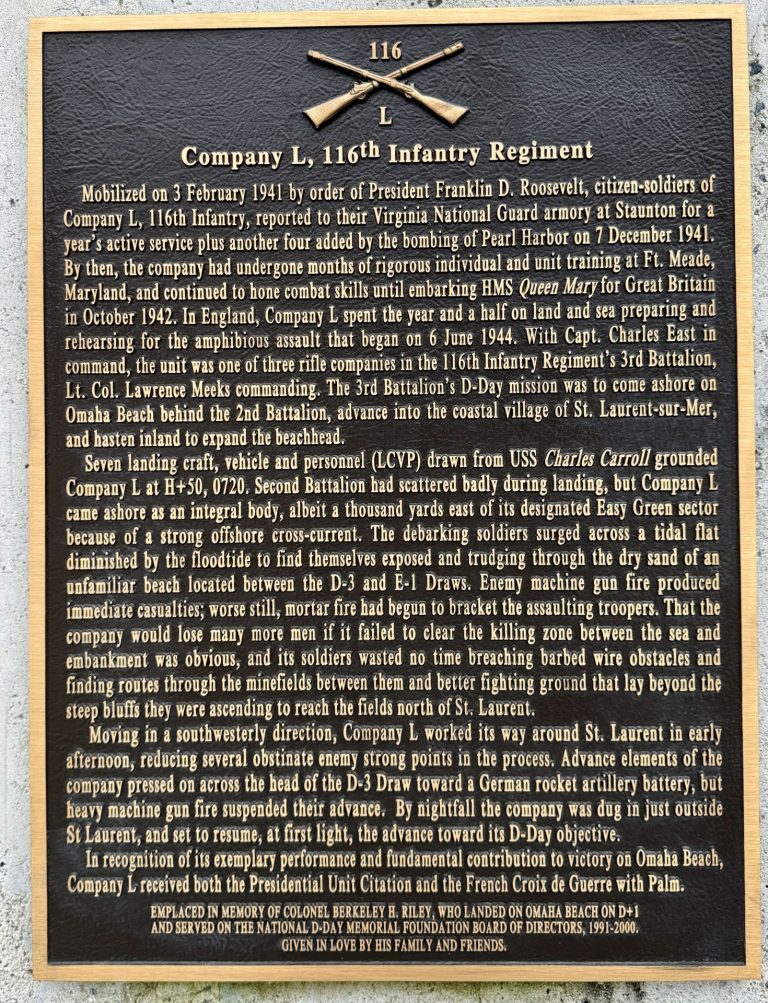 116
L
Company L, 116th Infantry Regiment
Mobilized on 3 February 1941 by order of President Franklin D. Roosevelt, citizen-soldiers of
Company L, 116th Infantry, reported to their Virginia National Guard armory at Staunton for a
year's active service plus another four added by the bombing of Pearl Harbor on 7 December 1941.
By then, the company had undergone months of rigorous individual and unit training at Ft. Meade,
Maryland, and continued to hone combat skills until embarking HMS Queen Mary for Great Britain
in October 1942. In England, Company L spent the year and a half on land and sea preparing and
rehearsing for the amphibious assault that began on 6 June 1944. With Capt. Charles East in
command, the unit was one of three rifle companies in the 116th Infantry Regiment's 3rd Battalion,
Lt. Col. Lawrence Meeks commanding. The 3rd Battalion's D-Day mission was to come ashore on
Omaha Beach behind the 2nd Battalion, advance into the coastal village of St. Laurent-sur-Mer,
and hasten inland to expand the beachhead.
Seven landing craft, vehicle and personnel (LCVP) drawn from USS Charles Carroll grounded
Company L at H+50, 0720. Second Battalion had scattered badly during landing, but Company L
came ashore as an integral body, albeit a thousand yards east of its designated Easy Green sector
because of a strong offshore cross-current. The debarking soldiers surged across a tidal flat
diminished by the floodtide to find themselves exposed and trudging through the dry sand of an
unfamiliar beach located between the D-3 and E-1 Draws. Enemy machine gun fire produced
immediate casualties; worse still, mortar fire had begun to bracket the assaulting troopers. That the
company would lose many more men if it failed to clear the killing zone between the sea and
embankment was obvious, and its soldiers wasted no time breaching barbed wire obstacles and
finding routes through the minefields between them and better fighting ground that lay beyond the
steep bluffs they were ascending to reach the fields north of St. Laurent.
Moving in a southwesterly direction, Company L worked its way around St. Laurent in early
afternoon, reducing several obstinate enemy strong points in the process. Advance elements of the
company pressed on across the head of the D-3 Draw toward a German rocket artillery battery, but
heavy machine gun fire suspended their advance. By nightfall the company was dug in just outside
St Laurent, and set to resume, at first light, the advance toward its D-Day objective.
In recognition of its exemplary performance and fundamental contribution to victory on Omaha Beach,
Company L received both the Presidential Unit Citation and the French Croix de Guerre with Palm.
EMPLACED IN MEMORY OF COLONEL BERKELEY H. RILEY, WHO LANDED ON OMAHA BEACH ON D+1
AND SERVED ON THE NATIONAL D-DAY MEMORIAL FOUNDATION BOARD OF DIRECTORS, 1991-2000.
GIVEN IN LOVE BY HIS FAMILY AND FRIENDS.